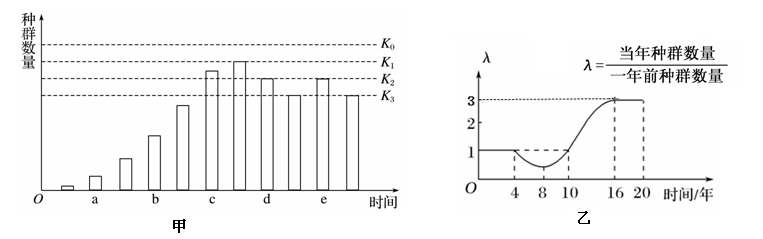 种群数量
K₀
K₁
K₂
K₃
O a b c d e 时间
甲
λ
λ= 当年种群数量
一年前种群数量
3
2
1
O 4 8 10 16 20 时间/年
乙